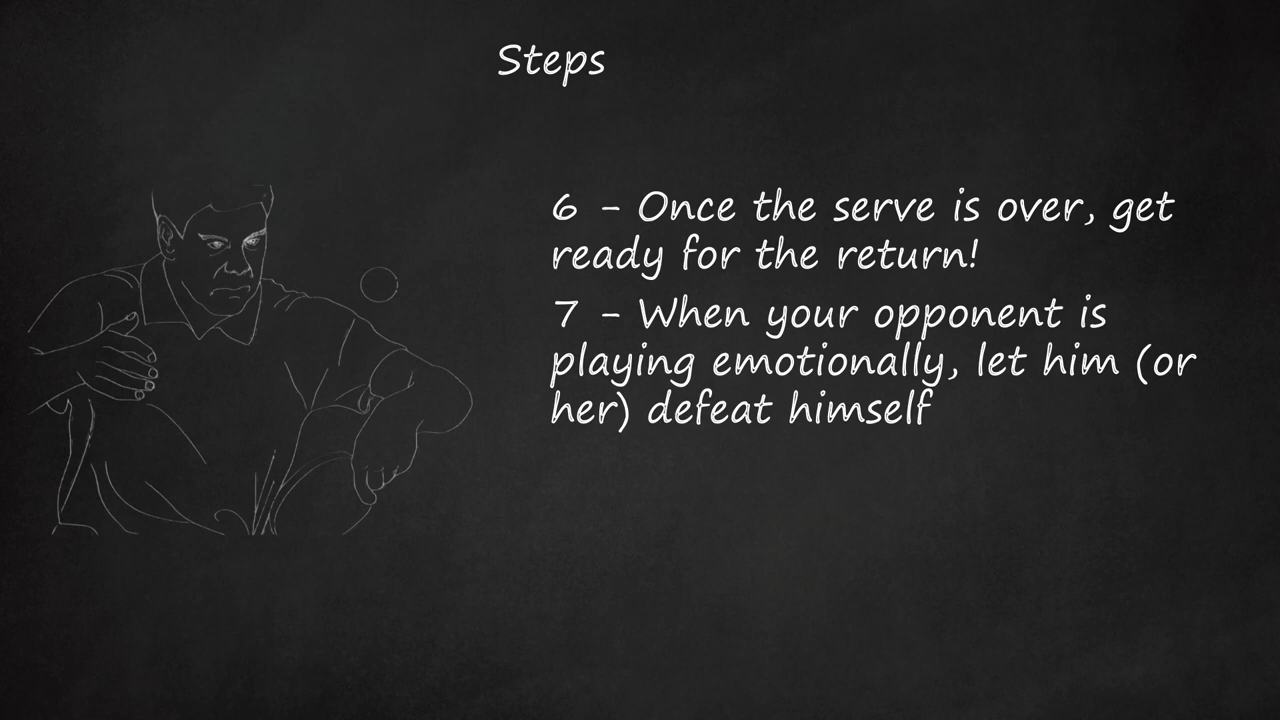 Steps
6 - Once the serve is over, get
ready for the return!
7 - When your opponent is
playing emotionally, let him (or
her) defeat himself